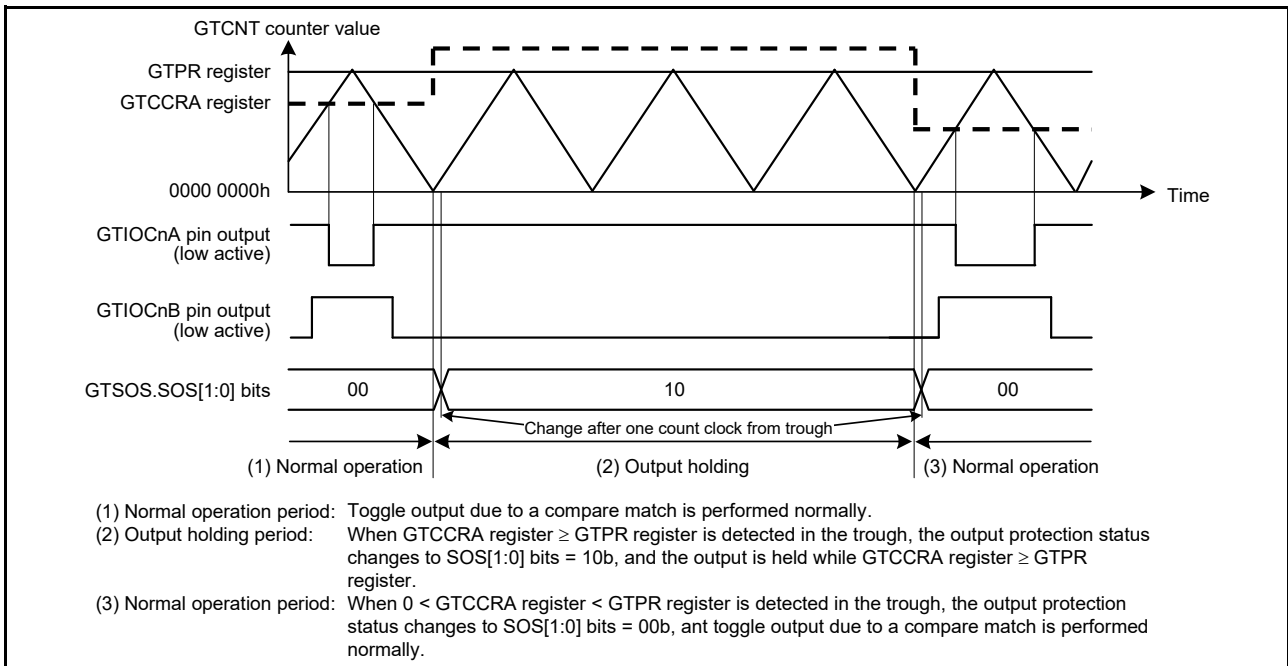 GTCNT counter value
GTPR register
GTCCRA register
0000 0000h
Time
GTIOCnA pin output
(low active)
GTIOCnB pin output
(low active)
GTSOS.SOS[1:0] bits
00
10
00
Change after one count clock from trough
(1) Normal operation
(2) Output holding
(3) Normal operation
(1) Normal operation period: Toggle output due to a compare match is performed normally.
(2) Output holding period: When GTCCRA register ≥ GTPR register is detected in the trough, the output protection status
changes to SOS[1:0] bits = 10b, and the output is held while GTCCRA register ≥ GTPR
register.
(3) Normal operation period: When 0 < GTCCRA register < GTPR register is detected in the trough, the output protection
status changes to SOS[1:0] bits = 00b, ant toggle output due to a compare match is performed
normally.